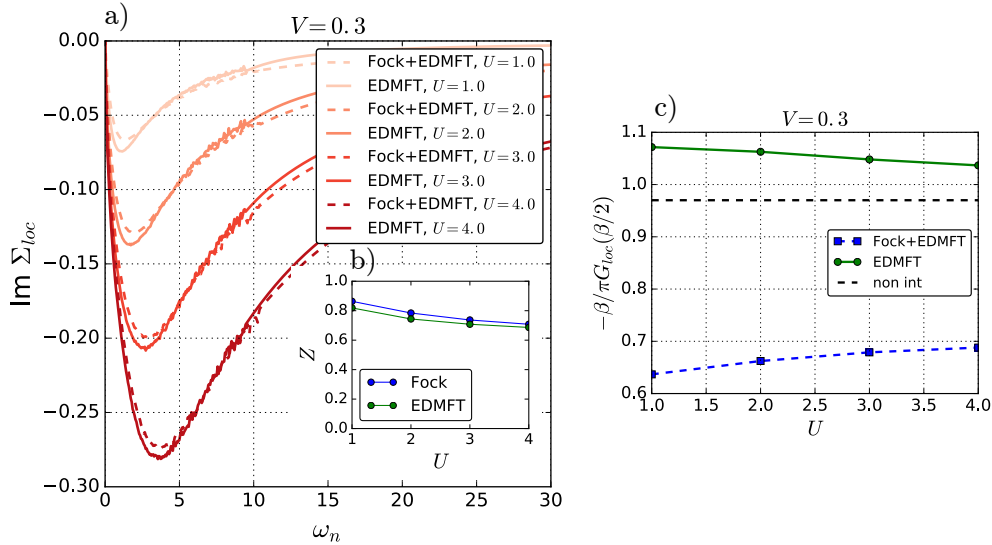 a)
V=0.3
0.00
−0.05
−0.10
−0.15
−0.20
−0.25
−0.30
Im Σloc
0
5
10
15
20
25
30
ωn
Fock+EDMFT, U=1.0
EDMFT, U=1.0
Fock+EDMFT, U=2.0
EDMFT, U=2.0
Fock+EDMFT, U=3.0
EDMFT, U=3.0
Fock+EDMFT, U=4.0
EDMFT, U=4.0
b)
1.0
0.8
0.6
0.4
0.2
0.0
Z
Fock
EDMFT
1
2
3
4
U
c)
V=0.3
1.1
1.0
0.9
0.8
0.7
0.6
−β/πGloc(β/2)
Fock+EDMFT
EDMFT
non int
1.0
1.5
2.0
2.5
3.0
3.5
4.0
U